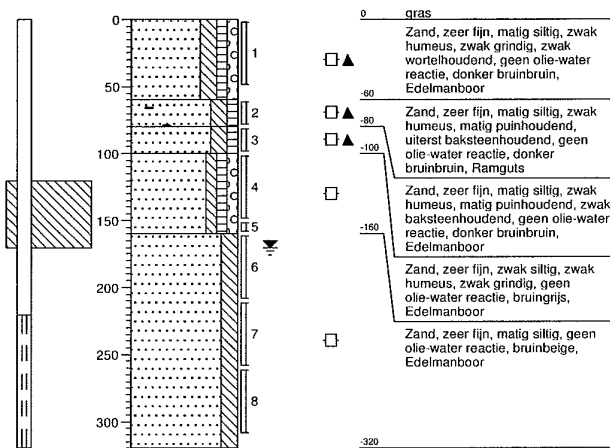 0
50
100
150
200
250
300
1
2
3
4
5
6
7
8
0 gras
Zand, zeer fijn, matig siltig, zwak
humeus, zwak grindig, zwak
wortelhoudend, geen olie-water
reactie, donker bruinbruin,
Edelmanboor
-60
Zand, zeer fijn, matig siltig, zwak
humeus, matig puinhoudend,
uiterst baksteenhoudend, geen
olie-water reactie, donker
bruinbruin, Ramguts
-80
Zand, zeer fijn, matig siltig, zwak
humeus, matig puinhoudend, zwak
baksteenhoudend, geen olie-water
reactie, donker bruinbruin,
Edelmanboor
-100
Zand, zeer fijn, zwak siltig, zwak
humeus, zwak grindig, geen
olie-water reactie, bruingrijs,
Edelmanboor
-160
Zand, zeer fijn, matig siltig, geen
olie-water reactie, bruinbeige,
Edelmanboor
-320